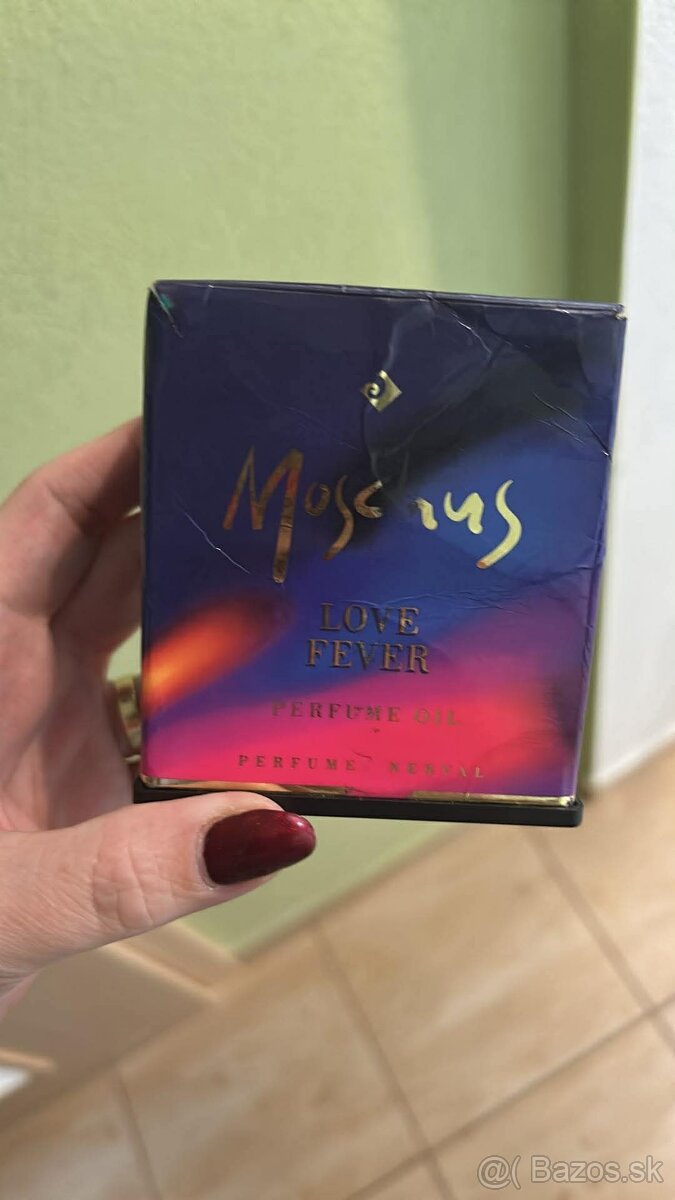 Moschus
LOVE
FEVER
PERFUME OIL
PERFUME NERVAL
@( Bazos.sk